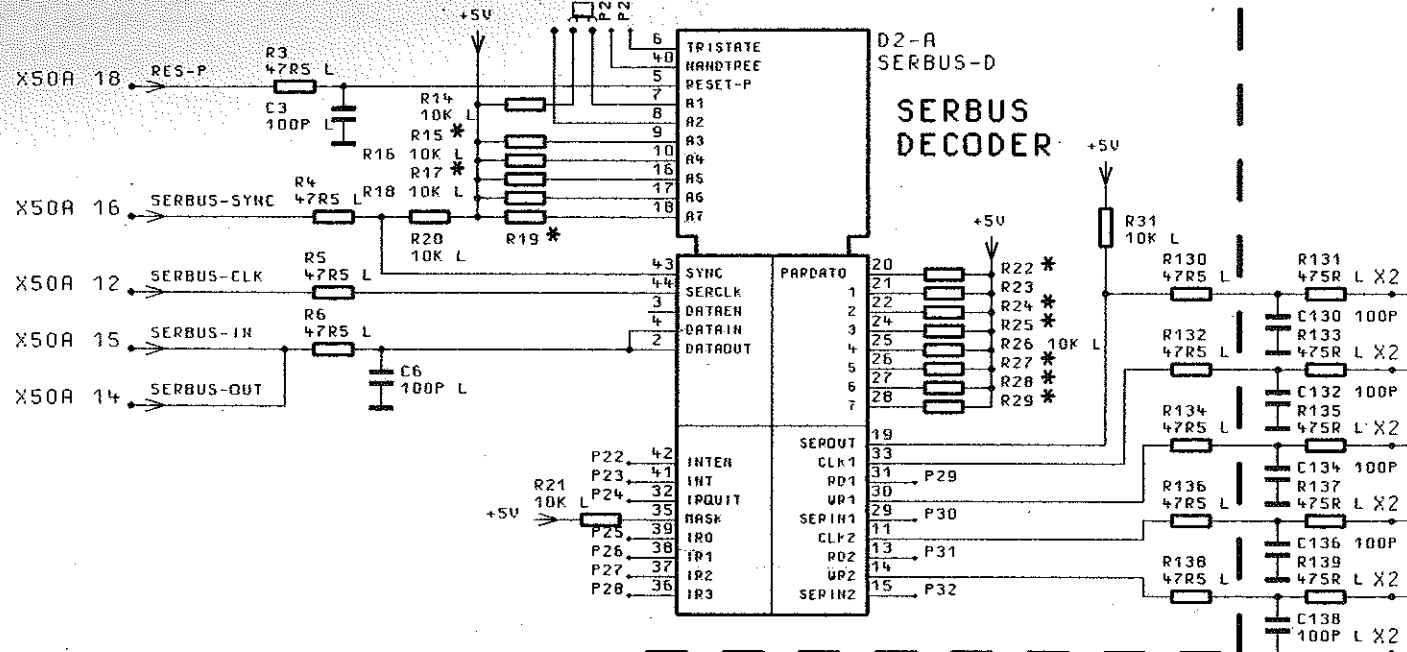 +5V
P2
P2
D2-A
SERBUS-D
SERBUS
DECODER
X50A 18
RES-P
R3
47R5 L
C3
100P L
R14
10K L
R15 *
R16 10K L
R17 *
R18 10K L
R19 *
6 TRISTATE
40 NANDTREE
5 RESET-P
7 A1
8 A2
9 A3
10 A4
16 A5
17 A6
18 A7
X50A 16
SERBUS-SYNC
R4
47R5 L
R20
10K L
X50A 12
SERBUS-CLK
R5
47R5 L
X50A 15
SERBUS-IN
R6
47R5 L
X50A 14
SERBUS-OUT
C6
100P L
43 SYNC
44 SERCLK
3 DATAEN
4 DATAIN
2 DATAOUT
PARDAT0 20
1 21
2 22
3 24
4 25
5 26
6 27
7 28
+5V
R22 *
R23
R24 *
R25 *
R26 10K L
R27 *
R28 *
R29 *
+5V
R31
10K L
P22 42 INTEN
P23 41 INT
P24 32 IRQUIT
+5V
R21
10K L
35 MASK
P25 39 IR0
P26 38 IR1
P27 37 IR2
P28 36 IR3
SEROUT 19
CLK1 33
RD1 31 P29
WR1 30
SERIN1 29 P30
CLK2 11
RD2 13 P31
WR2 14
SERIN2 15 P32
R130
47R5 L
R131
475R L X2
C130 100P
R132
47R5 L
R133
475R L X2
C132 100P
R134
47R5 L
R135
475R L X2
C134 100P
R136
47R5 L
R137
475R L X2
C136 100P
R138
47R5 L
R139
475R L X2
C138
100P L X2